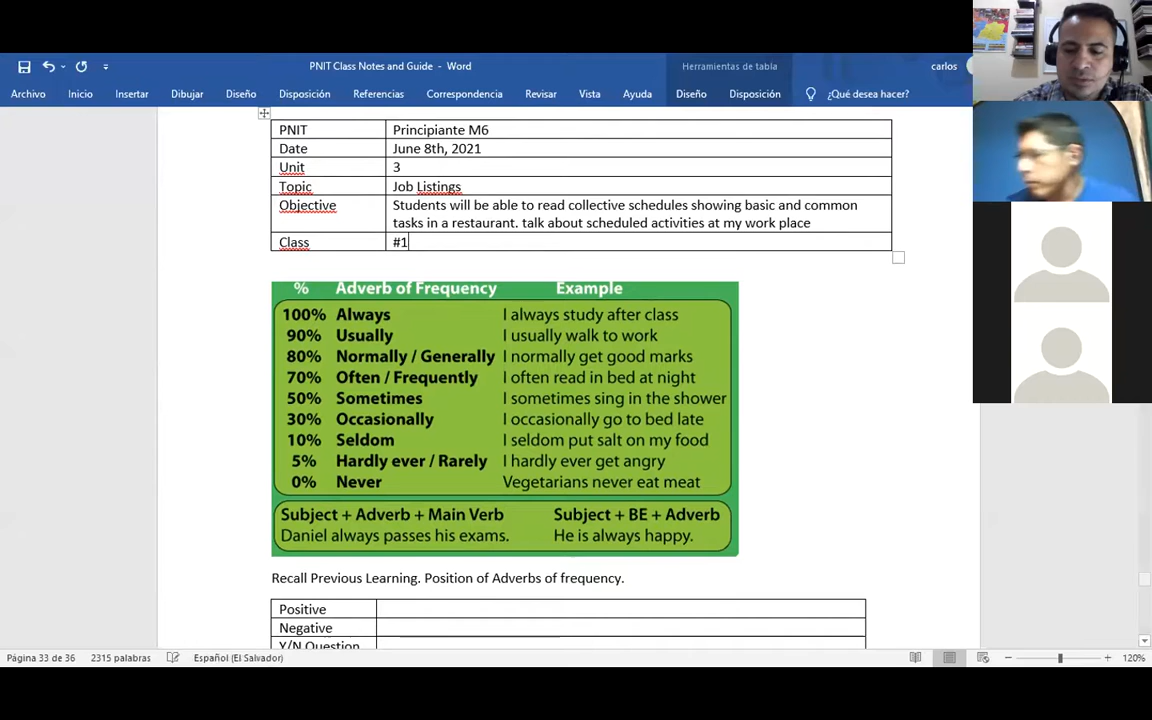 PNIT Class Notes and Guide - Word
Herramientas de tabla
carlos
Archivo Inicio Insertar Dibujar Diseño Disposición Referencias Correspondencia Revisar Vista Ayuda Diseño Disposición ¿Qué desea hacer?
PNIT Principiante M6
Date June 8th, 2021
Unit 3
Topic Job Listings
Objective Students will be able to read collective schedules showing basic and common
tasks in a restaurant. talk about scheduled activities at my work place
Class #1
% Adverb of Frequency Example
100% Always I always study after class
90% Usually I usually walk to work
80% Normally / Generally I normally get good marks
70% Often / Frequently I often read in bed at night
50% Sometimes I sometimes sing in the shower
30% Occasionally I occasionally go to bed late
10% Seldom I seldom put salt on my food
5% Hardly ever / Rarely I hardly ever get angry
0% Never Vegetarians never eat meat
Subject + Adverb + Main Verb Subject + BE + Adverb
Daniel always passes his exams. He is always happy.
Recall Previous Learning. Position of Adverbs of frequency.
Positive
Negative
Y/N Question
Página 33 de 36 2315 palabras Español (El Salvador) 120%